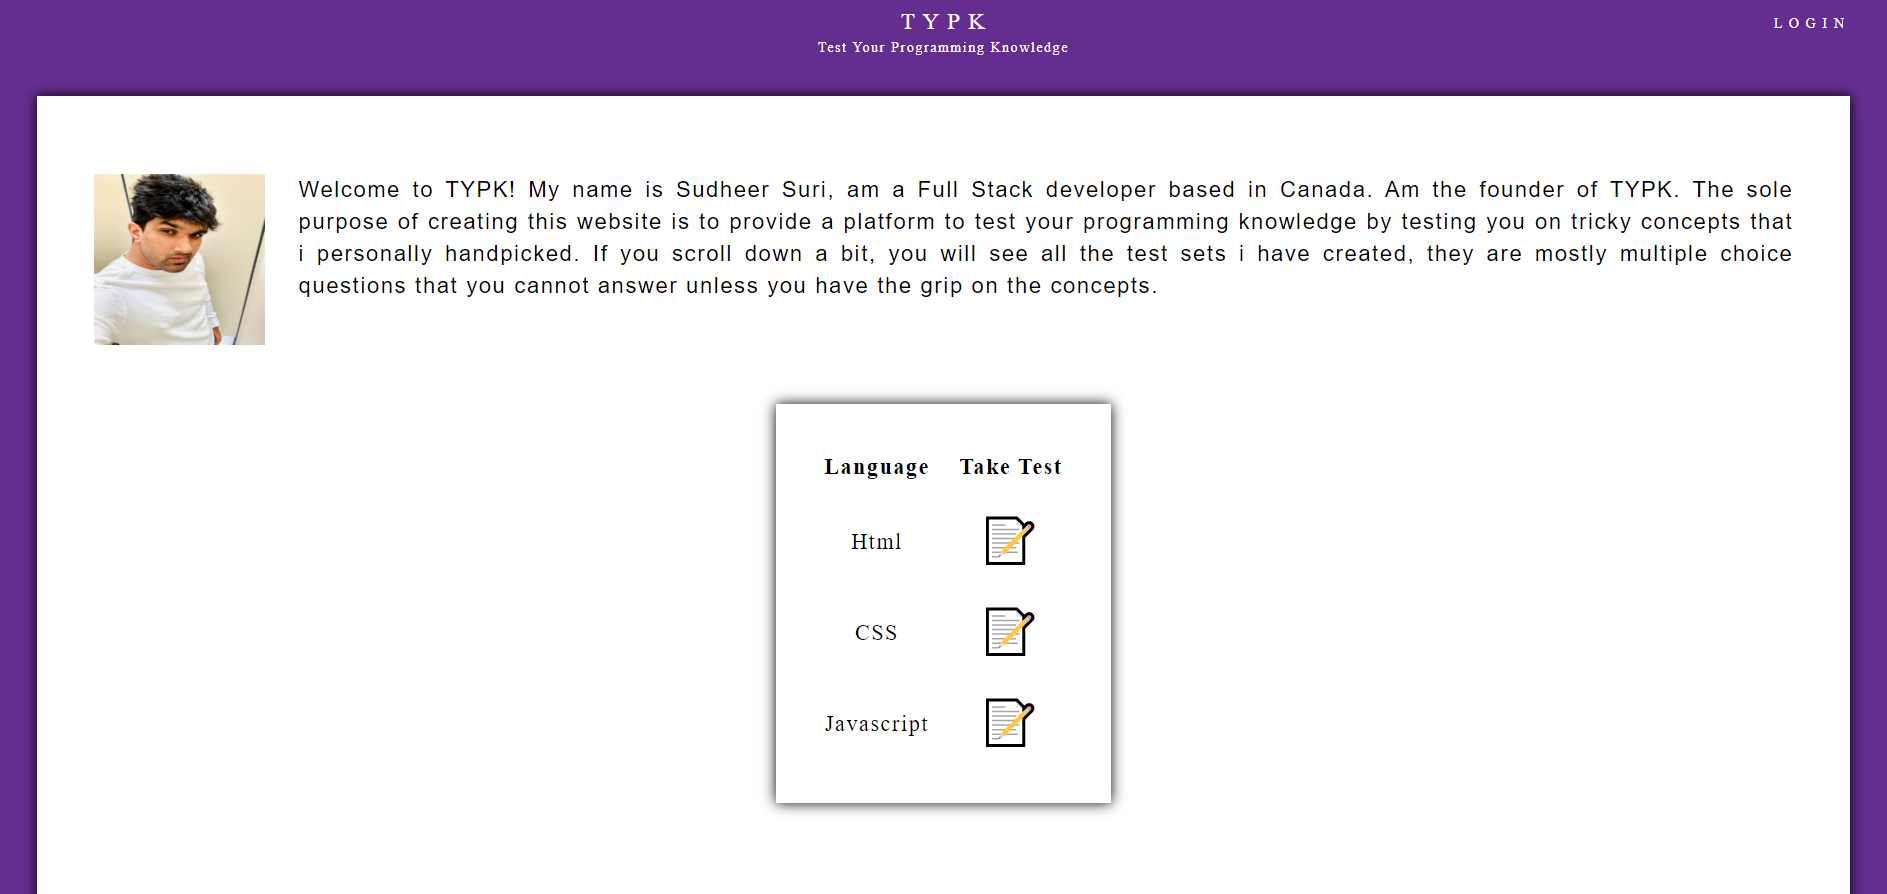 TYPK
LOGIN
Test Your Programming Knowledge
Welcome to TYPK! My name is Sudheer Suri, am a Full Stack developer based in Canada. Am the founder of TYPK. The sole
purpose of creating this website is to provide a platform to test your programming knowledge by testing you on tricky concepts that
i personally handpicked. If you scroll down a bit, you will see all the test sets i have created, they are mostly multiple choice
questions that you cannot answer unless you have the grip on the concepts.
Language Take Test
Html
CSS
Javascript